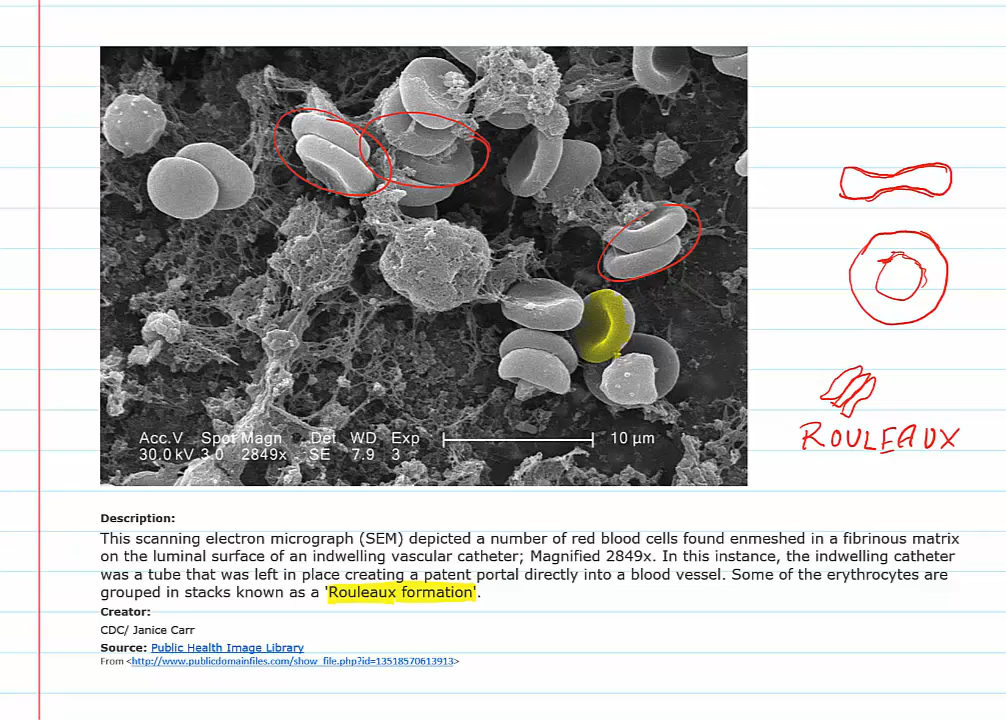 Acc.V Spot Magn Det WD Exp
30.0 kV 3.0 2849x SE 7.9 3
10 µm
ROULEAUX
Description:
This scanning electron micrograph (SEM) depicted a number of red blood cells found enmeshed in a fibrinous matrix
on the luminal surface of an indwelling vascular catheter; Magnified 2849x. In this instance, the indwelling catheter
was a tube that was left in place creating a patent portal directly into a blood vessel. Some of the erythrocytes are
grouped in stacks known as a 'Rouleaux formation'.
Creator:
CDC/ Janice Carr
Source: Public Health Image Library
From <http://www.publicdomainfiles.com/show_file.php?id=13518570613913>